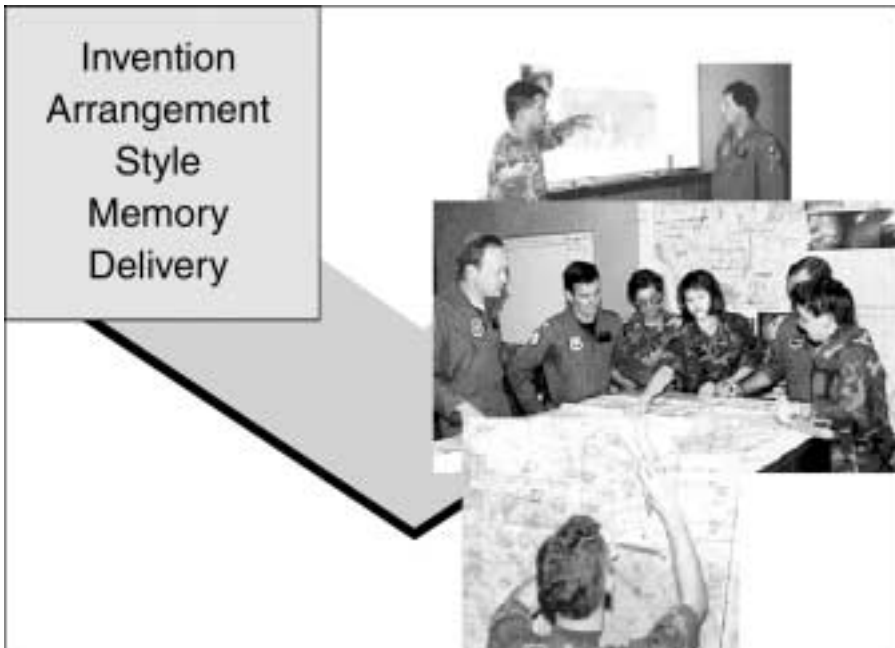 Invention
Arrangement
Style
Memory
Delivery